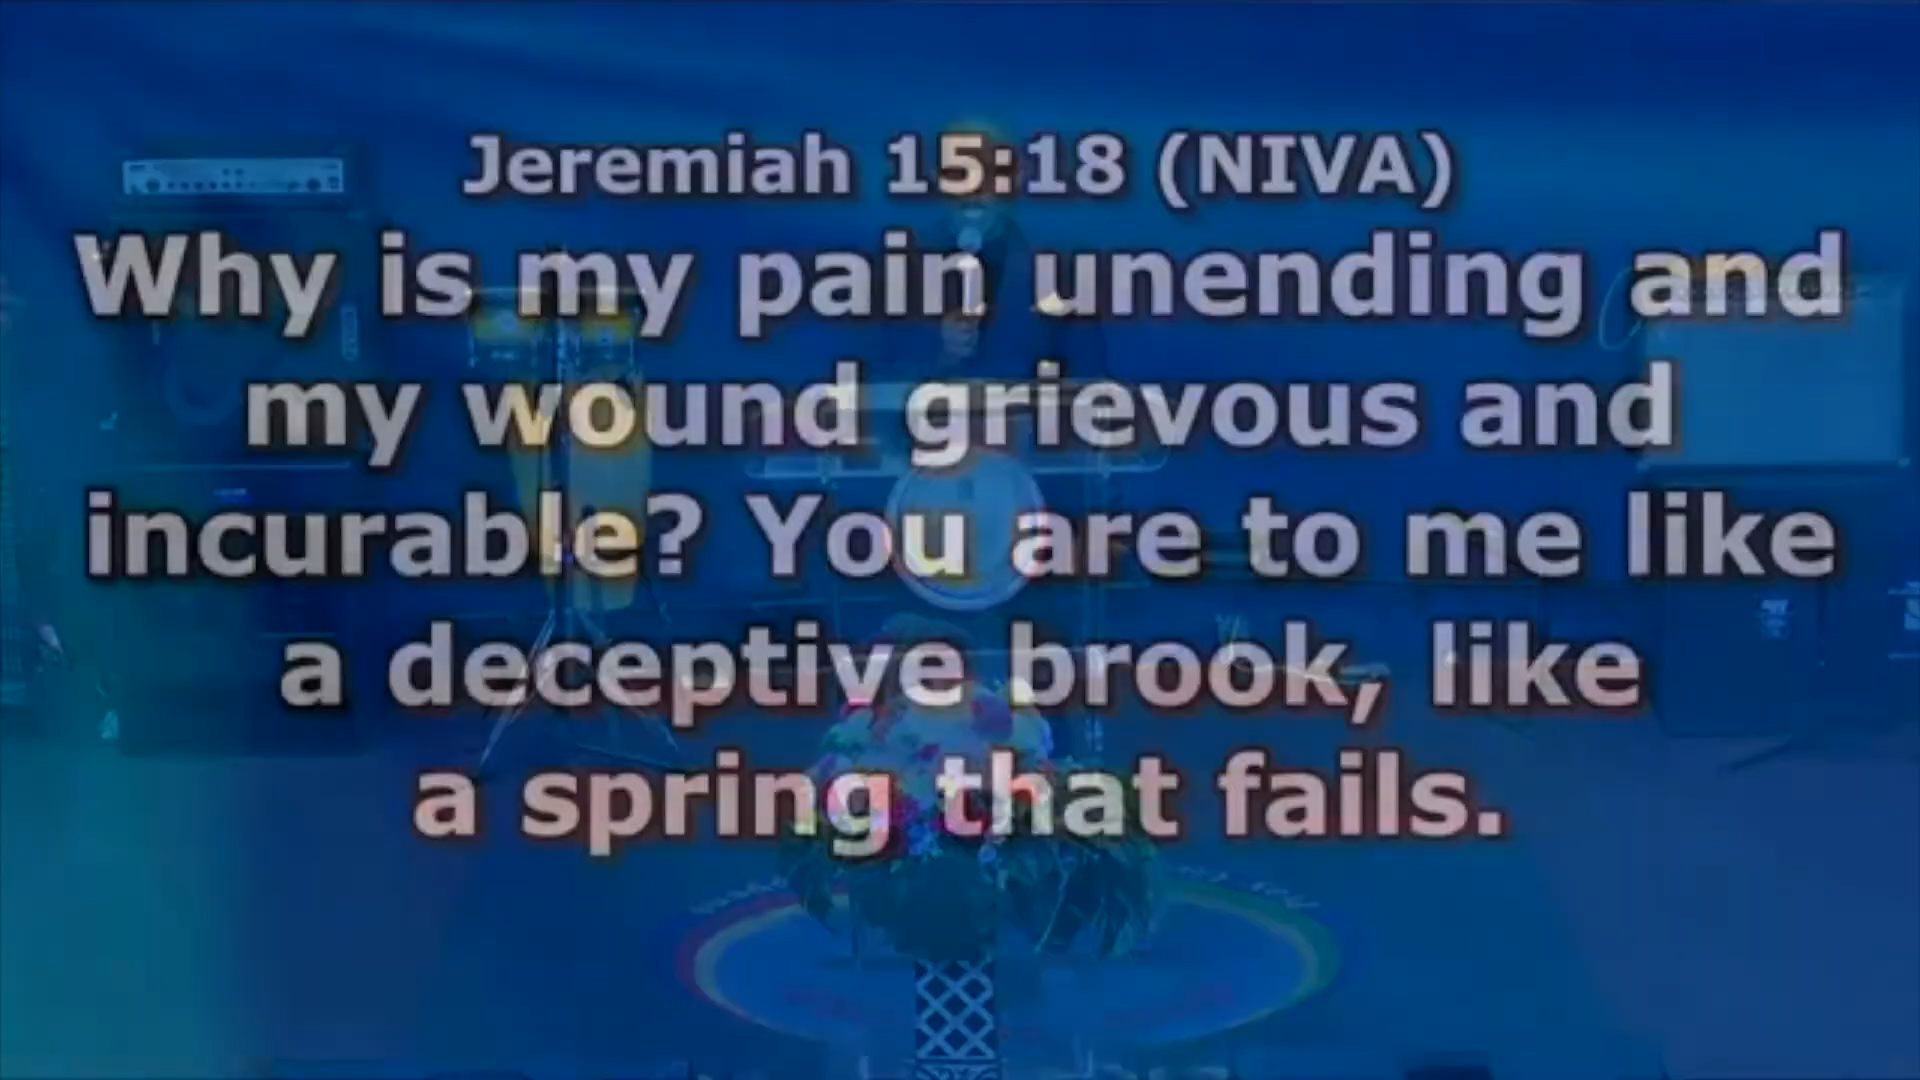 Jeremiah 15:18 (NIVA)
Why is my pain unending and
my wound grievous and
incurable? You are to me like
a deceptive brook, like
a spring that fails.